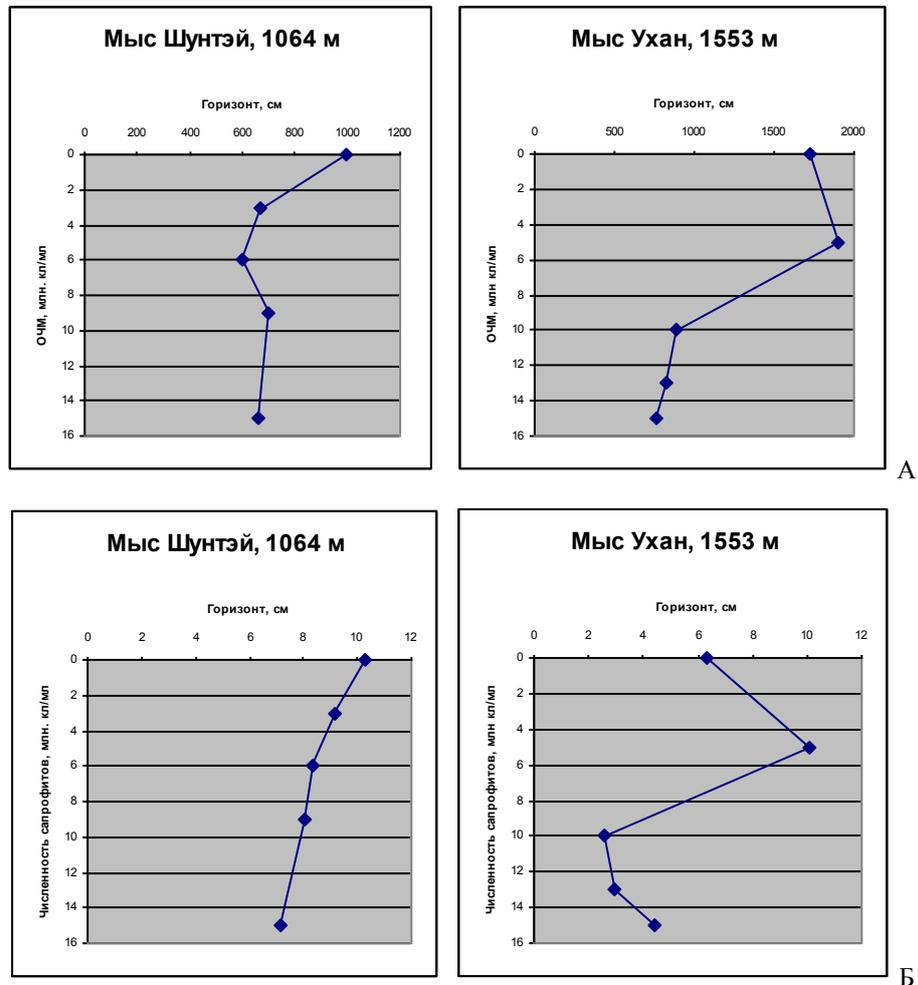 Мыс Шунтэй, 1064 м
Горизонт, см
0 200 400 600 800 1000 1200
0
2
4
6
8
10
12
14
16
ОЧМ, млн. кл/мл
Мыс Ухан, 1553 м
Горизонт, см
0 500 1000 1500 2000
0
2
4
6
8
10
12
14
16
ОЧМ, млн кл/мл
А
Мыс Шунтэй, 1064 м
Горизонт, см
0 2 4 6 8 10 12
0
2
4
6
8
10
12
14
16
Численность сапрофитов, млн. кл/мл
Мыс Ухан, 1553 м
Горизонт, см
0 2 4 6 8 10 12
0
2
4
6
8
10
12
14
16
Численность сапрофитов, млн кл/мл
Б